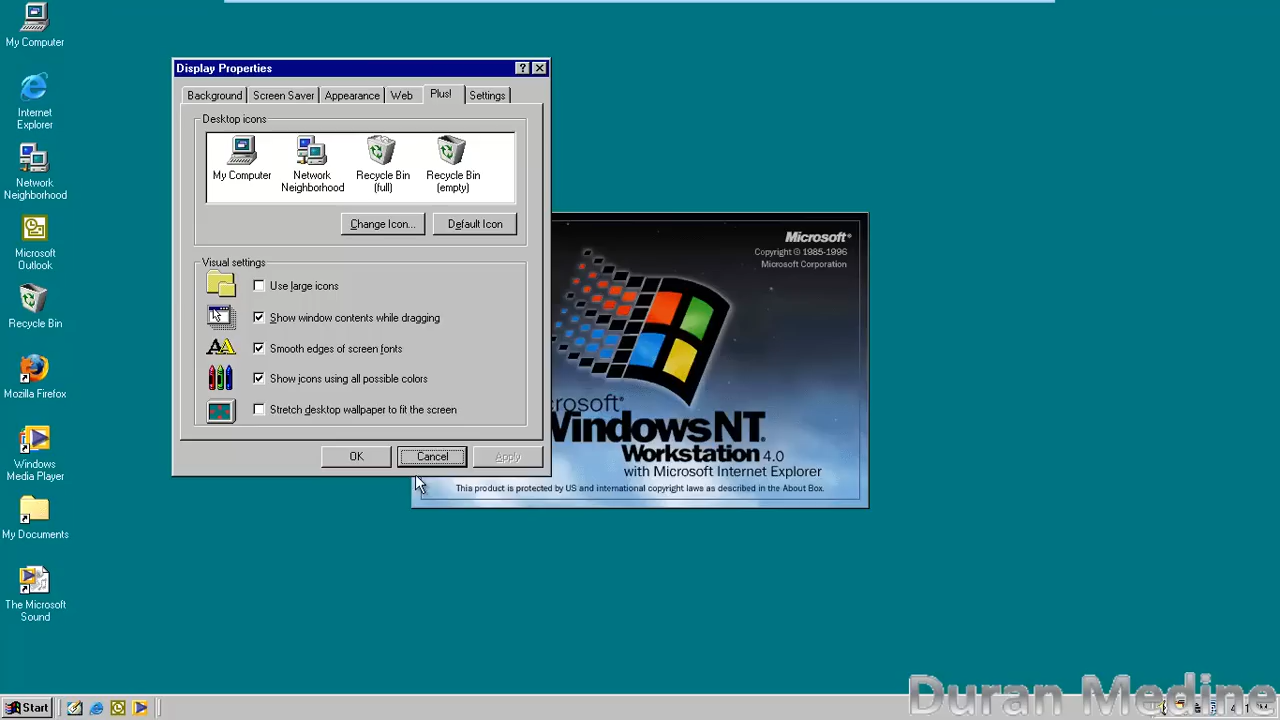 My Computer
Internet
Explorer
Network
Neighborhood
Microsoft
Outlook
Recycle Bin
Mozilla Firefox
Windows
Media Player
My Documents
The Microsoft
Sound
Display Properties
Background
Screen Saver
Appearance
Web
Plus!
Settings
Desktop icons
My Computer
Network
Neighborhood
Recycle Bin
(full)
Recycle Bin
(empty)
Change Icon...
Default Icon
Visual settings
Use large icons
Show window contents while dragging
Smooth edges of screen fonts
Show icons using all possible colors
Stretch desktop wallpaper to fit the screen
OK
Cancel
Apply
Microsoft®
Copyright © 1985-1996
Microsoft Corporation
rosoft®
WindowsNT.
Workstation 4.0
with Microsoft Internet Explorer
This product is protected by US and international copyright laws as described in the About Box.
Start
Duran Medine